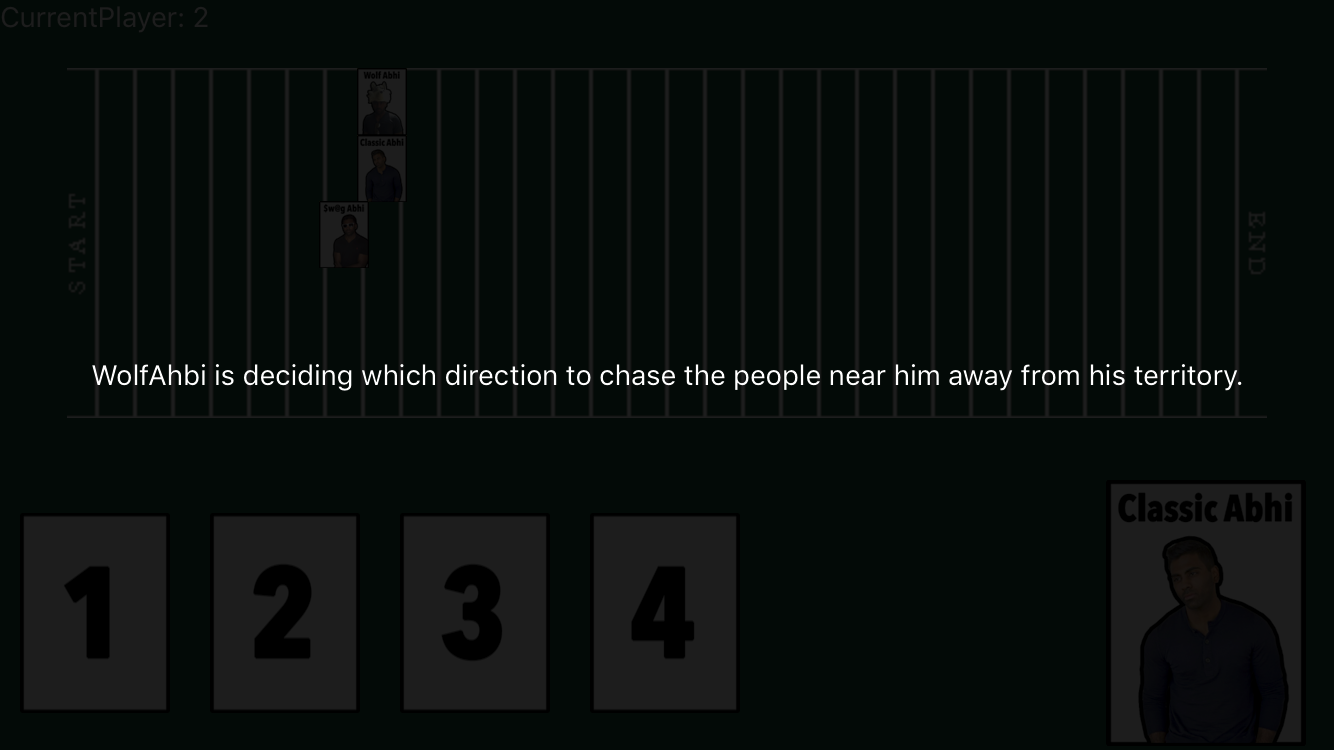 CurrentPlayer: 2
Wolf Abhi
Classic Abhi
Sw@g Abhi
START
END
WolfAhbi is deciding which direction to chase the people near him away from his territory.
Classic Abhi
1 2 3 4